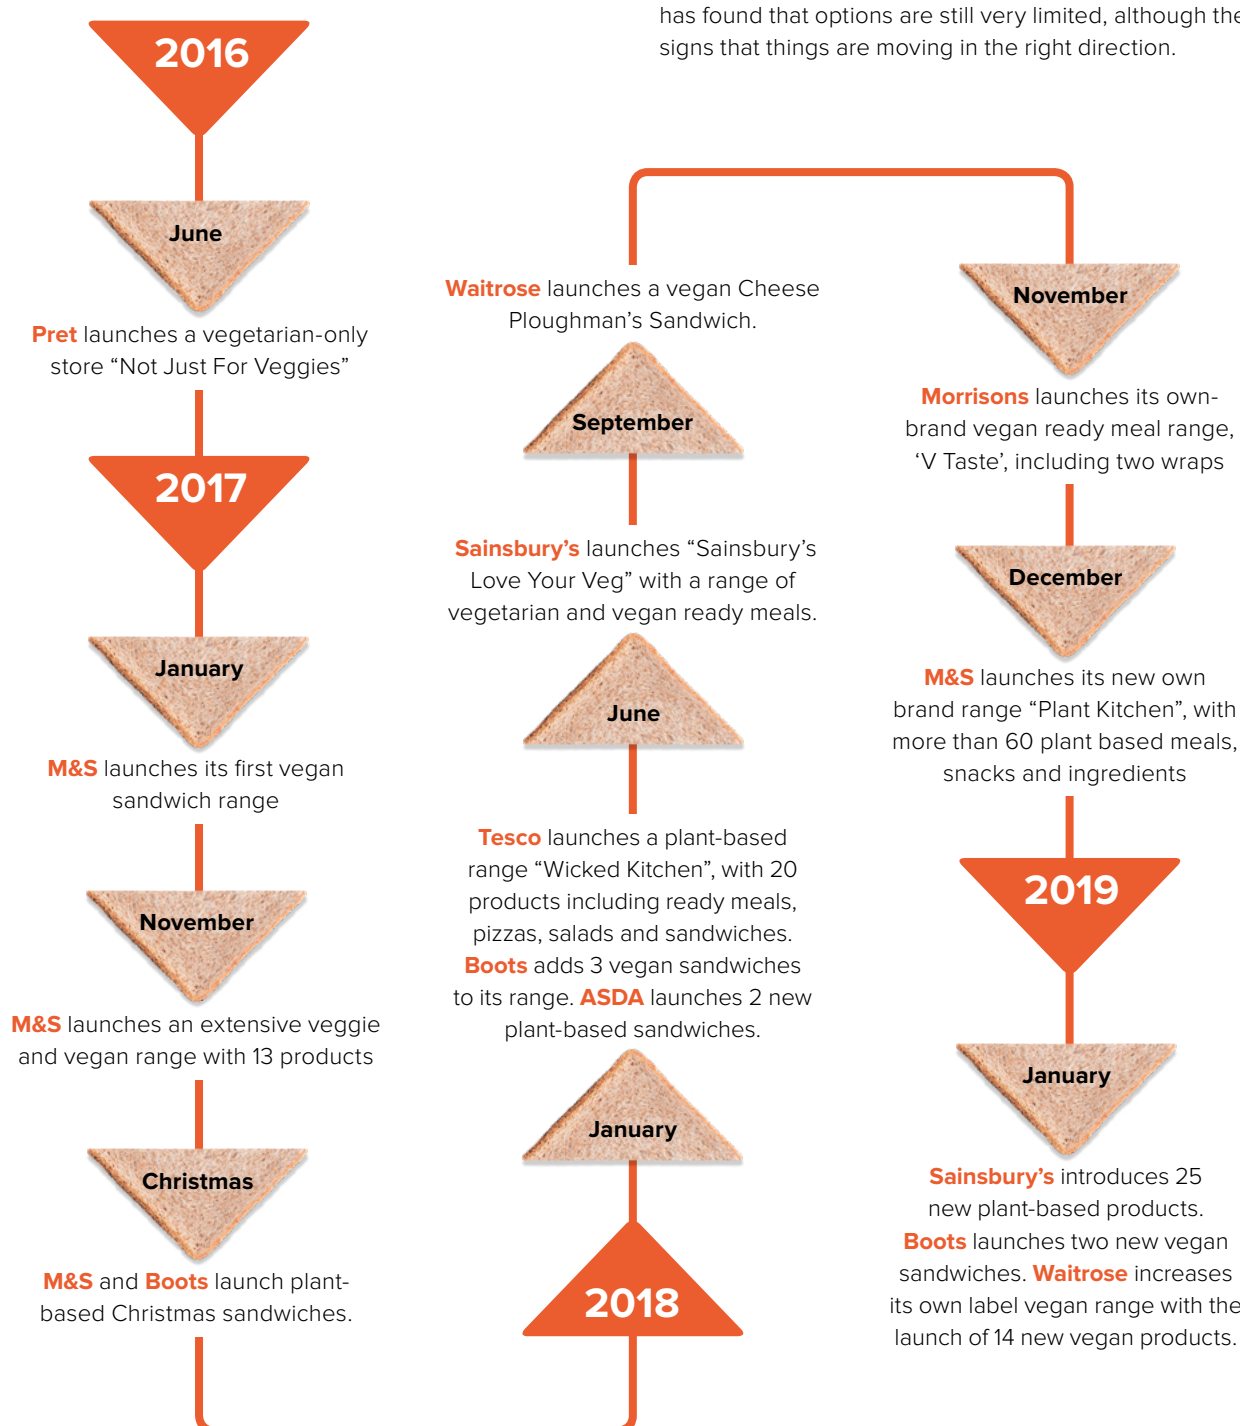 has found that options are still very limited, although the
signs that things are moving in the right direction.
2016
June
Pret launches a vegetarian-only
store “Not Just For Veggies”
2017
January
M&S launches its first vegan
sandwich range
November
M&S launches an extensive veggie
and vegan range with 13 products
Christmas
M&S and Boots launch plant-
based Christmas sandwiches.
2018
January
Tesco launches a plant-based
range “Wicked Kitchen”, with 20
products including ready meals,
pizzas, salads and sandwiches.
Boots adds 3 vegan sandwiches
to its range. ASDA launches 2 new
plant-based sandwiches.
June
Sainsbury’s launches “Sainsbury’s
Love Your Veg” with a range of
vegetarian and vegan ready meals.
September
Waitrose launches a vegan Cheese
Ploughman’s Sandwich.
November
Morrisons launches its own-
brand vegan ready meal range,
‘V Taste’, including two wraps
December
M&S launches its new own
brand range “Plant Kitchen”, with
more than 60 plant based meals,
snacks and ingredients
2019
January
Sainsbury’s introduces 25
new plant-based products.
Boots launches two new vegan
sandwiches. Waitrose increases
its own label vegan range with the
launch of 14 new vegan products.